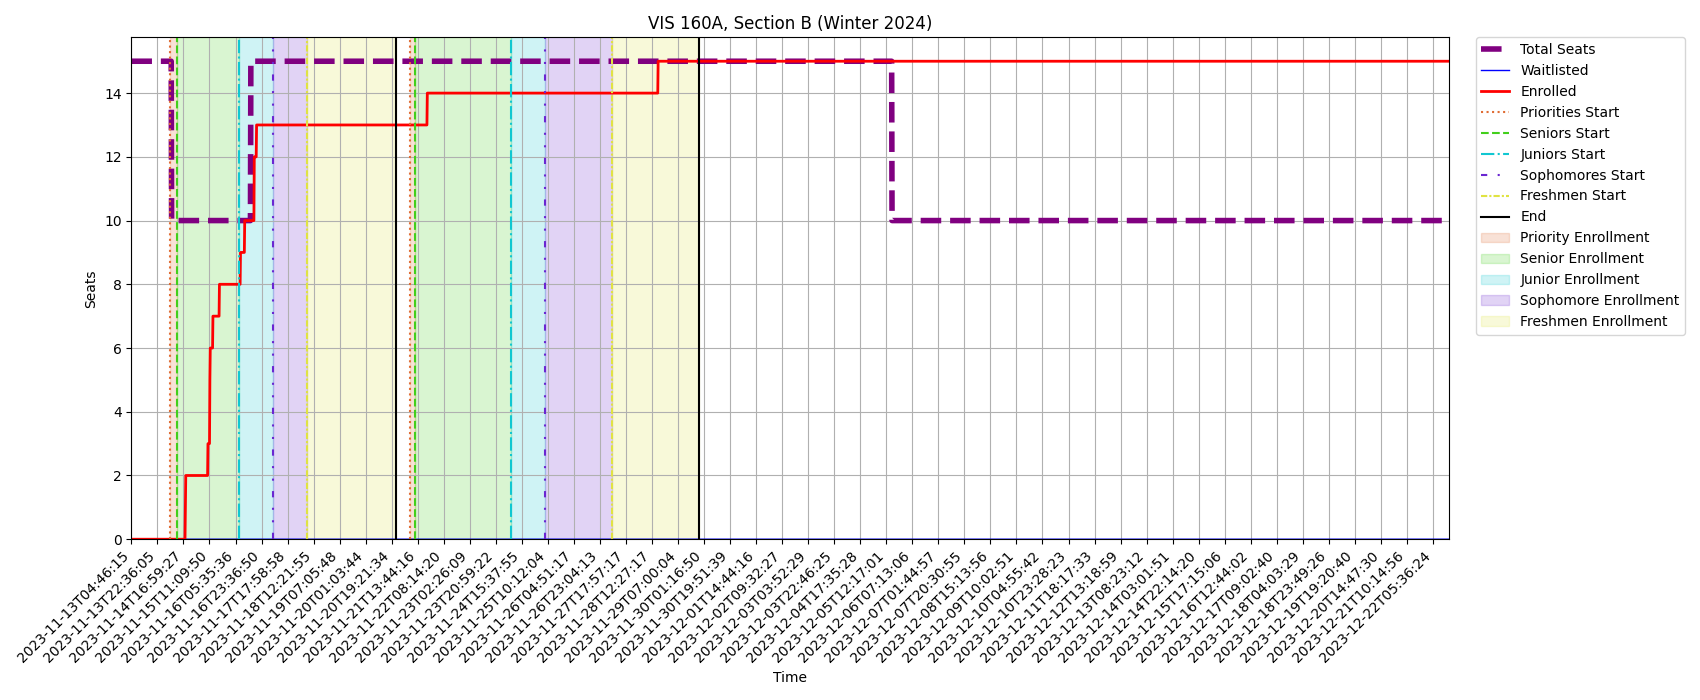 VIS 160A, Section B (Winter 2024)
Seats
14
12
10
8
6
4
2
0
2023-11-13T04:46:15
2023-11-13T22:36:05
2023-11-14T16:59:27
2023-11-15T11:09:50
2023-11-16T05:35:36
2023-11-16T23:36:50
2023-11-17T17:58:58
2023-11-18T12:21:55
2023-11-19T07:05:48
2023-11-20T01:03:44
2023-11-20T19:21:34
2023-11-21T13:44:16
2023-11-22T08:14:20
2023-11-23T02:26:09
2023-11-23T20:59:22
2023-11-24T15:37:55
2023-11-25T10:12:04
2023-11-26T04:51:17
2023-11-26T23:04:13
2023-11-27T17:57:17
2023-11-28T12:27:17
2023-11-29T07:00:04
2023-11-30T01:16:50
2023-11-30T19:51:39
2023-12-01T14:44:16
2023-12-02T09:32:27
2023-12-03T03:52:29
2023-12-03T22:46:25
2023-12-04T17:35:28
2023-12-05T12:17:01
2023-12-06T07:13:06
2023-12-07T01:44:57
2023-12-07T20:30:55
2023-12-08T15:13:56
2023-12-09T10:02:51
2023-12-10T04:55:42
2023-12-10T23:28:23
2023-12-11T18:17:33
2023-12-12T13:18:59
2023-12-13T08:23:12
2023-12-14T03:01:51
2023-12-14T22:14:20
2023-12-15T17:15:06
2023-12-16T12:44:02
2023-12-17T09:02:40
2023-12-18T04:03:29
2023-12-18T23:49:26
2023-12-19T19:20:40
2023-12-20T14:47:30
2023-12-21T10:14:56
2023-12-22T05:36:24
Time
Total Seats
Waitlisted
Enrolled
Priorities Start
Seniors Start
Juniors Start
Sophomores Start
Freshmen Start
End
Priority Enrollment
Senior Enrollment
Junior Enrollment
Sophomore Enrollment
Freshmen Enrollment